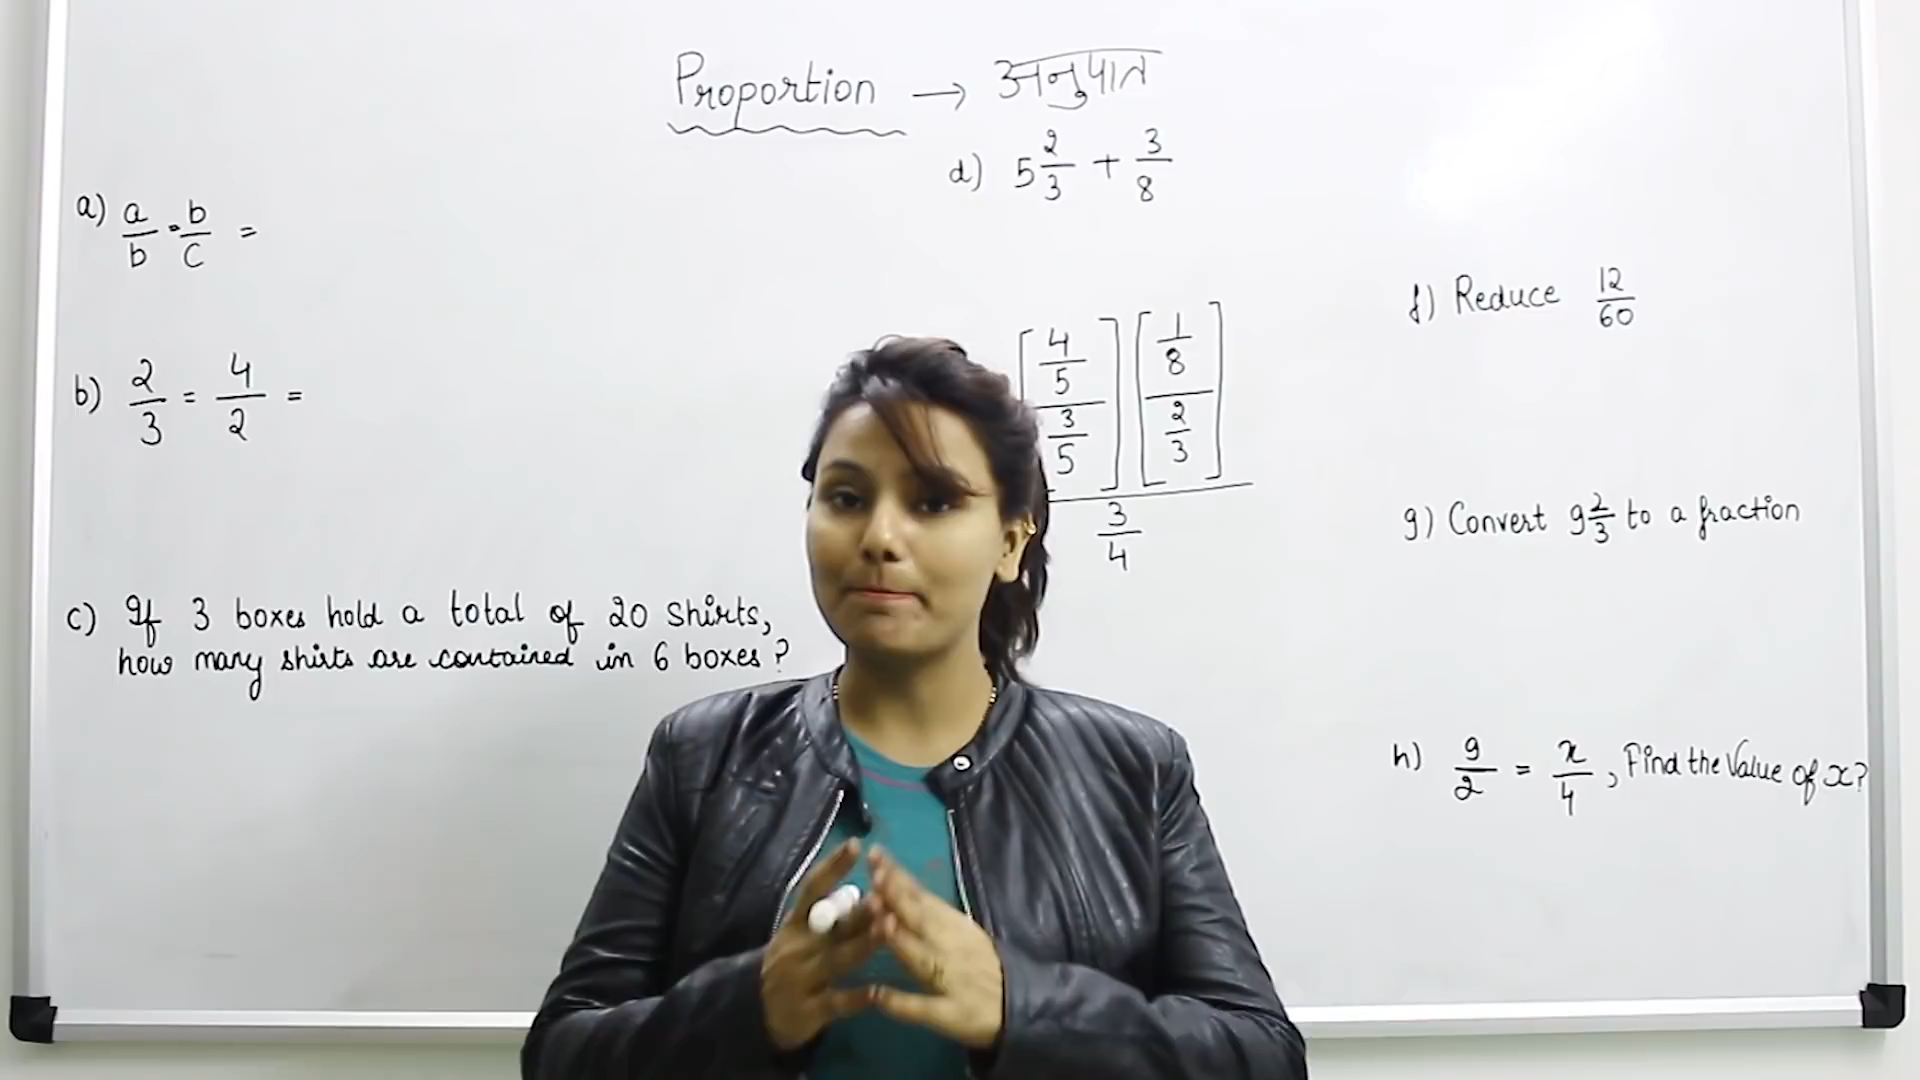 Proportion → अनुपात
a) a/b · b/c =
b) 2/3 = 4/2 =
c) If 3 boxes hold a total of 20 shirts,
how many shirts are contained in 6 boxes?
d) 5 2/3 + 3/8
[4/5 / 3/5] [1/8 / 2/3]
3/4
f) Reduce 12/60
g) Convert 9 2/3 to a fraction
h) 9/2 = x/4, Find the Value of x?